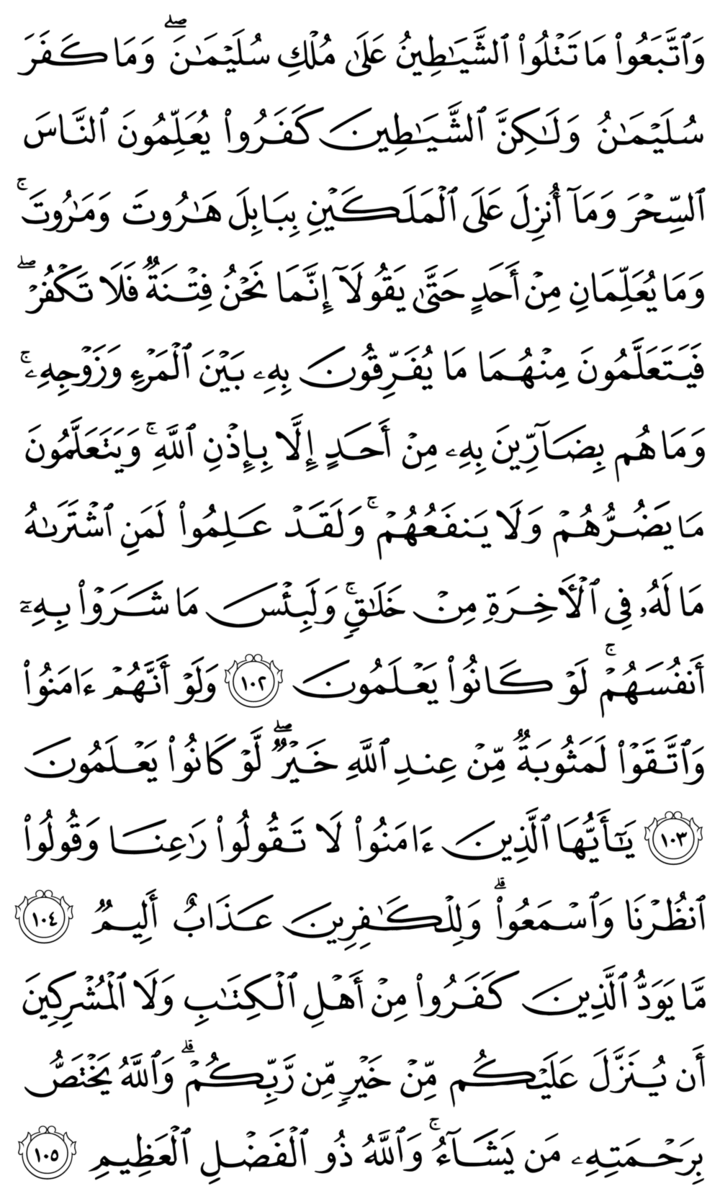 وَٱتَّبَعُوا۟ مَا تَتْلُوا۟ ٱلشَّيَـٰطِينُ عَلَىٰ مُلْكِ سُلَيْمَـٰنَ ۖ وَمَا كَفَرَ
سُلَيْمَـٰنُ وَلَـٰكِنَّ ٱلشَّيَـٰطِينَ كَفَرُوا۟ يُعَلِّمُونَ ٱلنَّاسَ
ٱلسِّحْرَ وَمَآ أُنزِلَ عَلَى ٱلْمَلَكَيْنِ بِبَابِلَ هَـٰرُوتَ وَمَـٰرُوتَ ۚ
وَمَا يُعَلِّمَانِ مِنْ أَحَدٍ حَتَّىٰ يَقُولَآ إِنَّمَا نَحْنُ فِتْنَةٌ فَلَا تَكْفُرْ ۖ
فَيَتَعَلَّمُونَ مِنْهُمَا مَا يُفَرِّقُونَ بِهِۦ بَيْنَ ٱلْمَرْءِ وَزَوْجِهِۦ ۚ
وَمَا هُم بِضَآرِّينَ بِهِۦ مِنْ أَحَدٍ إِلَّا بِإِذْنِ ٱللَّهِ ۚ وَيَتَعَلَّمُونَ
مَا يَضُرُّهُمْ وَلَا يَنفَعُهُمْ ۚ وَلَقَدْ عَلِمُوا۟ لَمَنِ ٱشْتَرَىٰهُ
مَا لَهُۥ فِى ٱلْـَٔاخِرَةِ مِنْ خَلَـٰقٍ ۚ وَلَبِئْسَ مَا شَرَوْا۟ بِهِۦٓ
أَنفُسَهُمْ ۚ لَوْ كَانُوا۟ يَعْلَمُونَ ١٠٢ وَلَوْ أَنَّهُمْ ءَامَنُوا۟
وَٱتَّقَوْا۟ لَمَثُوبَةٌ مِّنْ عِندِ ٱللَّهِ خَيْرٌ ۖ لَّوْ كَانُوا۟ يَعْلَمُونَ
١٠٣ يَـٰٓأَيُّهَا ٱلَّذِينَ ءَامَنُوا۟ لَا تَقُولُوا۟ رَٰعِنَا وَقُولُوا۟
ٱنظُرْنَا وَٱسْمَعُوا۟ ۗ وَلِلْكَـٰفِرِينَ عَذَابٌ أَلِيمٌ ١٠٤
مَّا يَوَدُّ ٱلَّذِينَ كَفَرُوا۟ مِنْ أَهْلِ ٱلْكِتَـٰبِ وَلَا ٱلْمُشْرِكِينَ
أَن يُنَزَّلَ عَلَيْكُم مِّنْ خَيْرٍ مِّن رَّبِّكُمْ ۗ وَٱللَّهُ يَخْتَصُّ
بِرَحْمَتِهِۦ مَن يَشَآءُ ۚ وَٱللَّهُ ذُو ٱلْفَضْلِ ٱلْعَظِيمِ ١٠٥